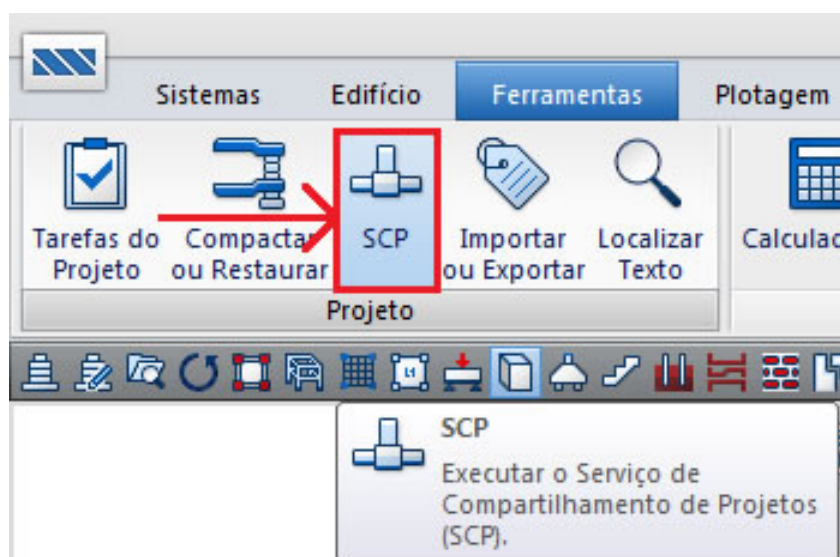 Sistemas Edifício Ferramentas Plotagem
Tarefas do Projeto
Compactar ou Restaurar
SCP
Importar ou Exportar
Localizar Texto
Projeto
L1
SCP
Executar o Serviço de
Compartilhamento de Projetos
(SCP).